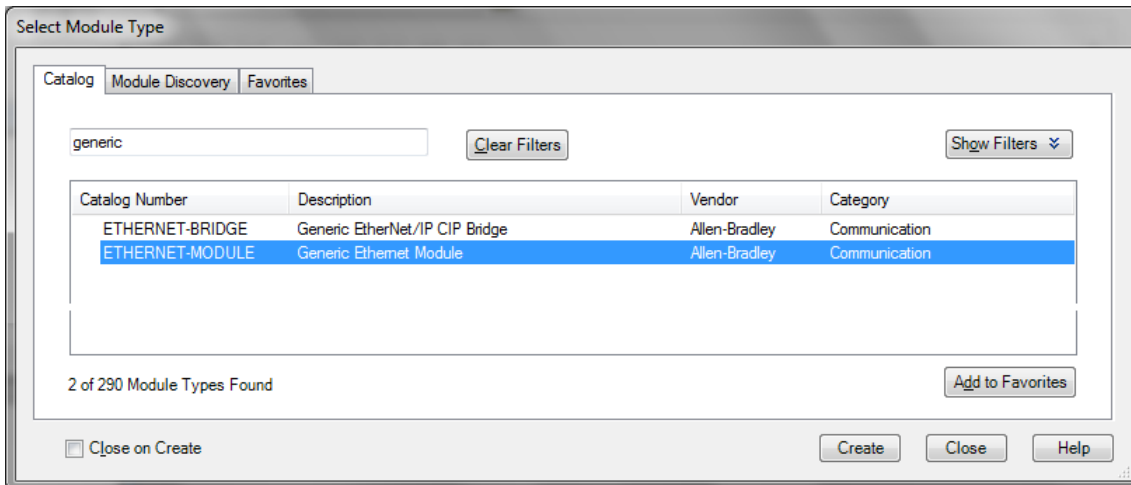 Select Module Type
Catalog Module Discovery Favorites
generic Clear Filters Show Filters
Catalog Number Description Vendor Category
ETHERNET-BRIDGE Generic EtherNet/IP CIP Bridge Allen-Bradley Communication
ETHERNET-MODULE Generic Ethernet Module Allen-Bradley Communication
2 of 290 Module Types Found Add to Favorites
Close on Create Create Close Help